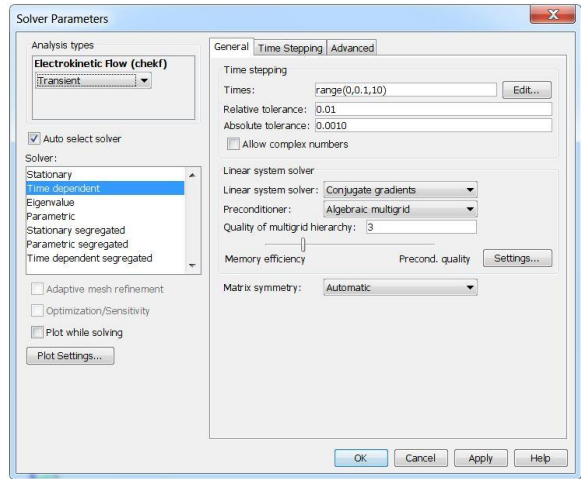 Solver Parameters
Analysis types
Electrokinetic Flow (chekf)
Transient
Auto select solver
Solver:
Stationary
Time dependent
Eigenvalue
Parametric
Stationary segregated
Parametric segregated
Time dependent segregated
Adaptive mesh refinement
Optimization/Sensitivity
Plot while solving
Plot Settings...
General Time Stepping Advanced
Time stepping
Times: range(0,0.1,10) Edit...
Relative tolerance: 0.01
Absolute tolerance: 0.0010
Allow complex numbers
Linear system solver
Linear system solver: Conjugate gradients
Preconditioner: Algebraic multigrid
Quality of multigrid hierarchy: 3
Memory efficiency Precond. quality Settings...
Matrix symmetry: Automatic
OK Cancel Apply Help